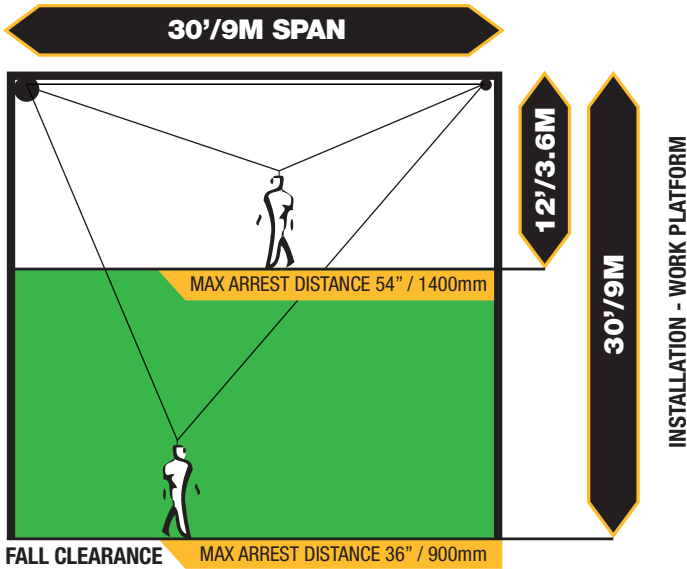 30’/9M SPAN
12’/3.6M
30’/9M
INSTALLATION - WORK PLATFORM
MAX ARREST DISTANCE 54” / 1400mm
FALL CLEARANCE
MAX ARREST DISTANCE 36” / 900mm